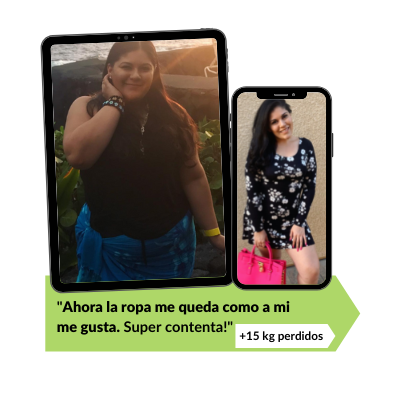 "Ahora la ropa me queda como a mi
me gusta. Super contenta!"
+15 kg perdidos